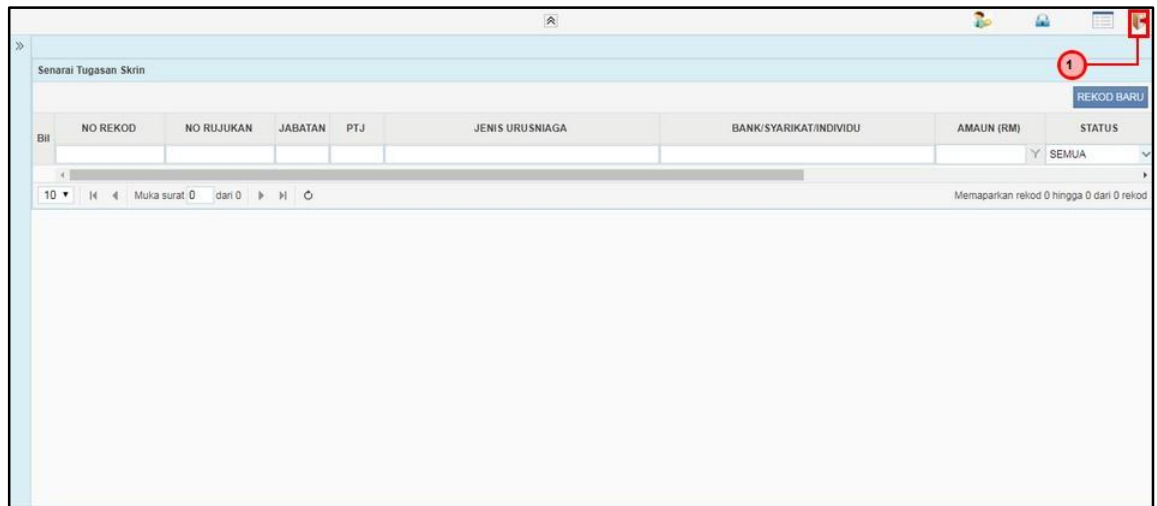 1
Senarai Tugasan Skrin
REKOD BARU
Bil NO REKOD NO RUJUKAN JABATAN PTJ JENIS URUSNIAGA BANK/SYARIKAT/INDIVIDU AMAUN (RM) STATUS
SEMUA
10 Muka surat 0 dari 0 Memaparkan rekod 0 hingga 0 dari 0 rekod